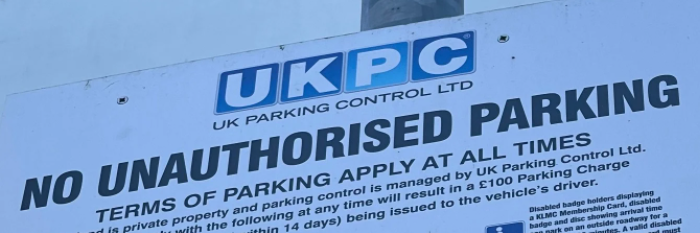 UKPC
UK PARKING CONTROL LTD
NO UNAUTHORISED PARKING
TERMS OF PARKING APPLY AT ALL TIMES
is private property and parking control is managed by UK Parking Control Ltd.
with the following at any time will result in a £100 Parking Charge
within 14 days) being issued to the vehicle's driver.
Disabled badge holders displaying
a KLMC Membership Card, disabled
badge and disc showing arrival time
park on an outside roadway for a
minutes. A valid disabled
must